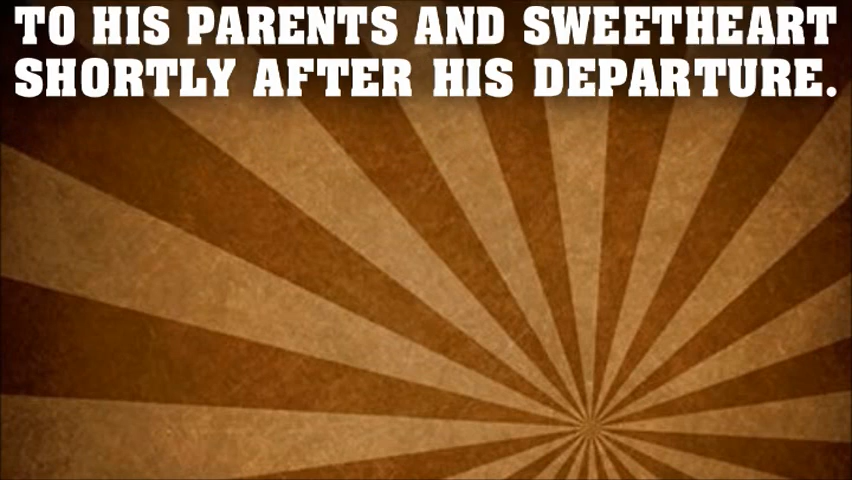 TO HIS PARENTS AND SWEETHEART
SHORTLY AFTER HIS DEPARTURE.